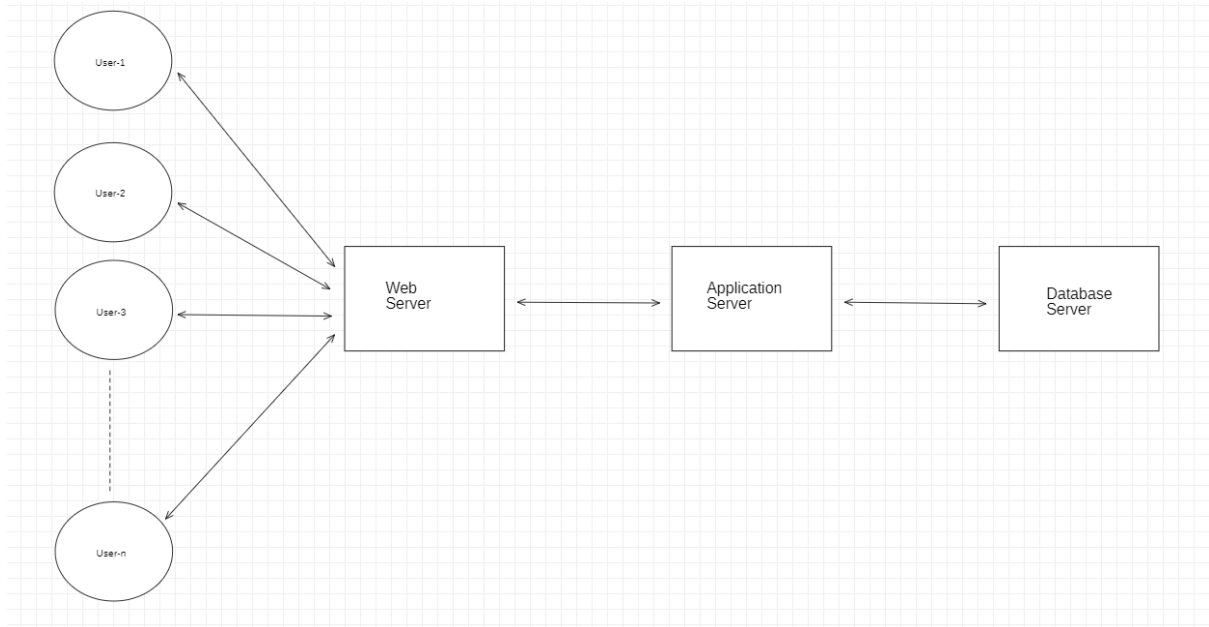 User-1
User-2
User-3
User-n
Web
Server
Application
Server
Database
Server